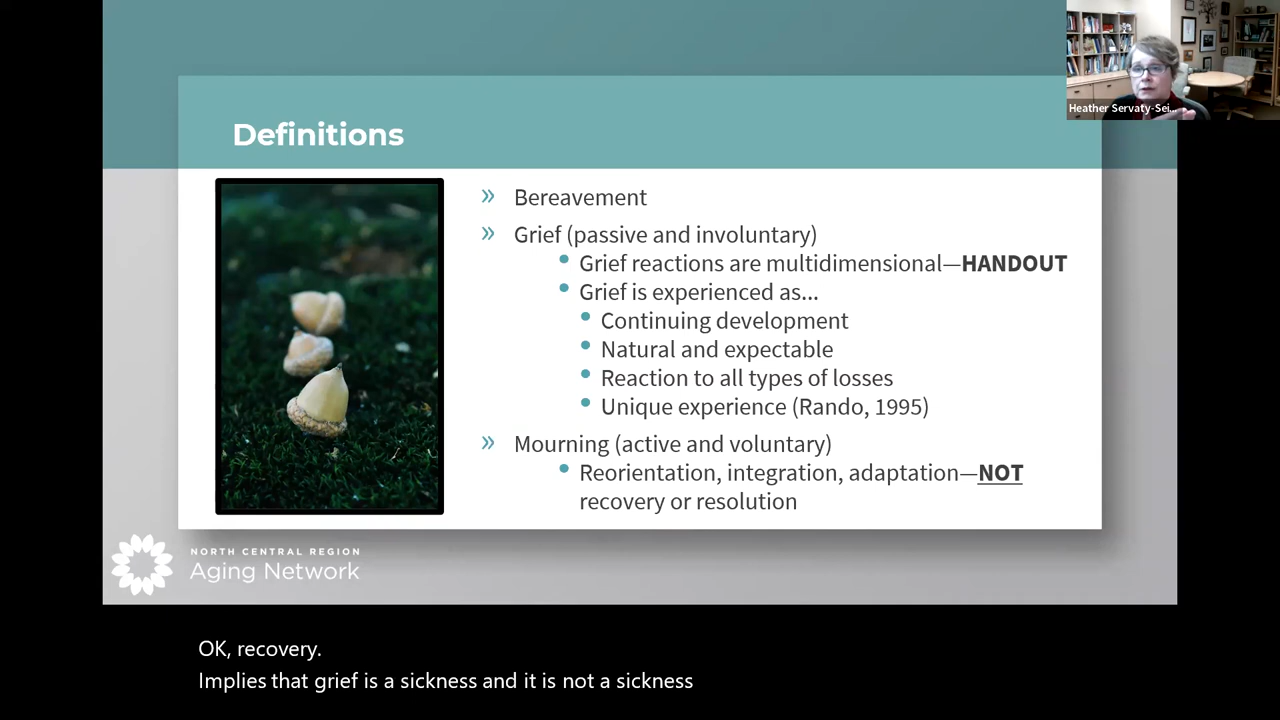 Heather Servaty-Sei...
Definitions
» Bereavement
» Grief (passive and involuntary)
• Grief reactions are multidimensional—HANDOUT
• Grief is experienced as...
• Continuing development
• Natural and expectable
• Reaction to all types of losses
• Unique experience (Rando, 1995)
» Mourning (active and voluntary)
• Reorientation, integration, adaptation—NOT
recovery or resolution
NORTH CENTRAL REGION
Aging Network
OK, recovery.
Implies that grief is a sickness and it is not a sickness